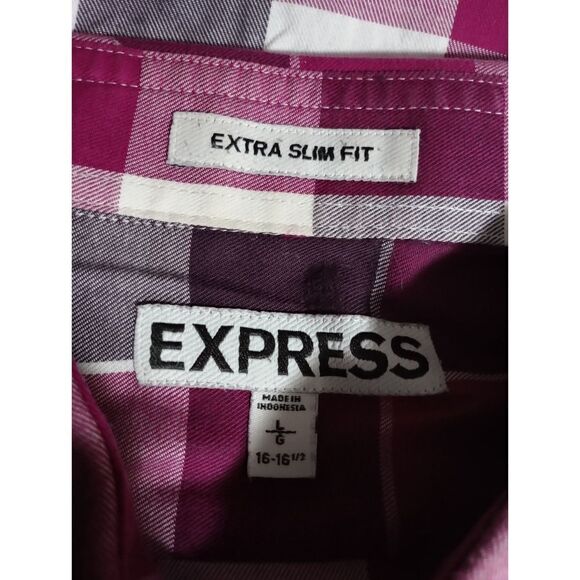 EXTRA SLIM FIT
EXPRESS
MADE IN
INDONESIA
L
G
16-16 1/2